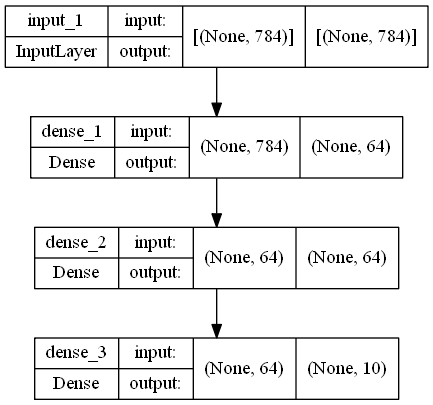 input_1 input: [(None, 784)] [(None, 784)]
InputLayer output:
dense_1 input: (None, 784) (None, 64)
Dense output:
dense_2 input: (None, 64) (None, 64)
Dense output:
dense_3 input: (None, 64) (None, 10)
Dense output: